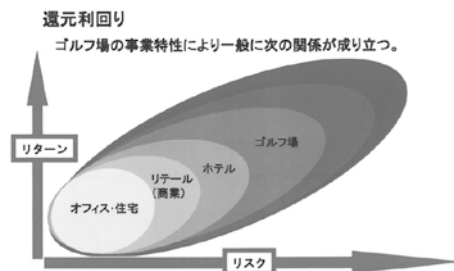 還元利回り
ゴルフ場の事業特性により一般に次の関係が成り立つ。
リターン
ゴルフ場
ホテル
リテール
(商業)
オフィス・住宅
リスク